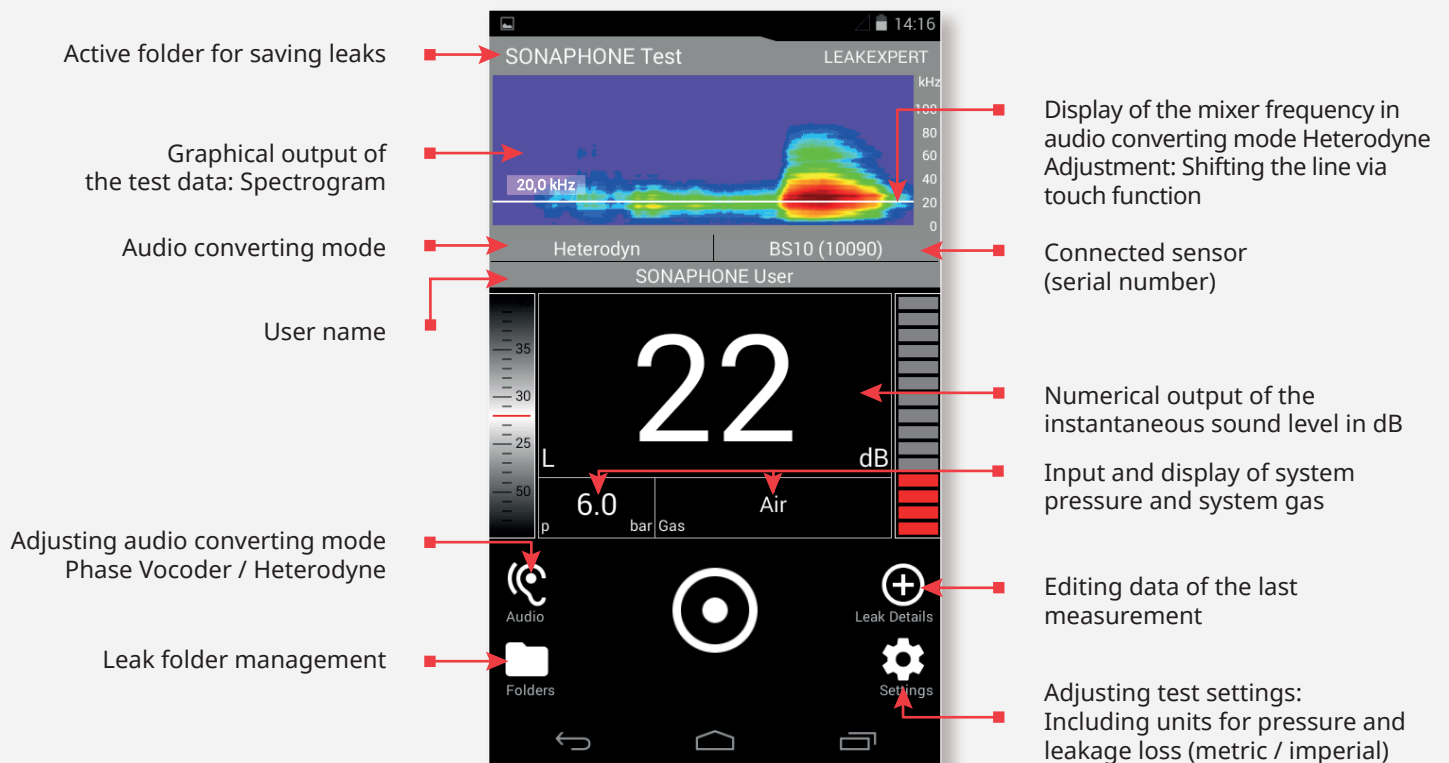 14:16
Active folder for saving leaks
SONAPHONE Test
LEAKEXPERT
kHz
100
80
60
40
20
0
20,0 kHz
Graphical output of
the test data: Spectrogram
Display of the mixer frequency in
audio converting mode Heterodyne
Adjustment: Shifting the line via
touch function
Audio converting mode
Heterodyn
BS10 (10090)
Connected sensor
(serial number)
SONAPHONE User
User name
35
30
25
50
22
L
dB
Numerical output of the
instantaneous sound level in dB
6.0
p
bar
Gas
Air
Input and display of system
pressure and system gas
Adjusting audio converting mode
Phase Vocoder / Heterodyne
Audio
Leak Details
Editing data of the last
measurement
Leak folder management
Folders
Settings
Adjusting test settings:
Including units for pressure and
leakage loss (metric / imperial)